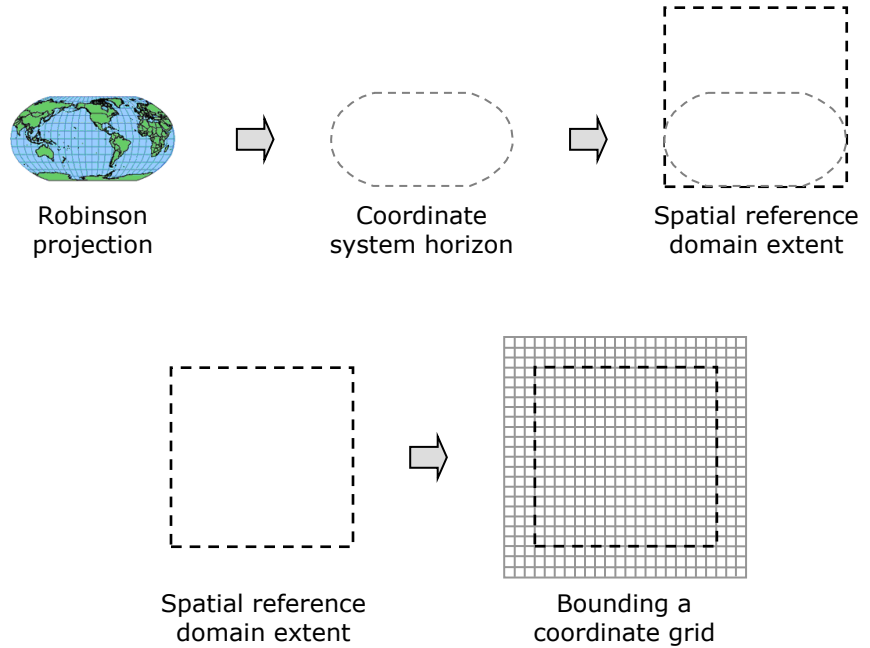 Robinson
projection
Coordinate
system horizon
Spatial reference
domain extent
Spatial reference
domain extent
Bounding a
coordinate grid